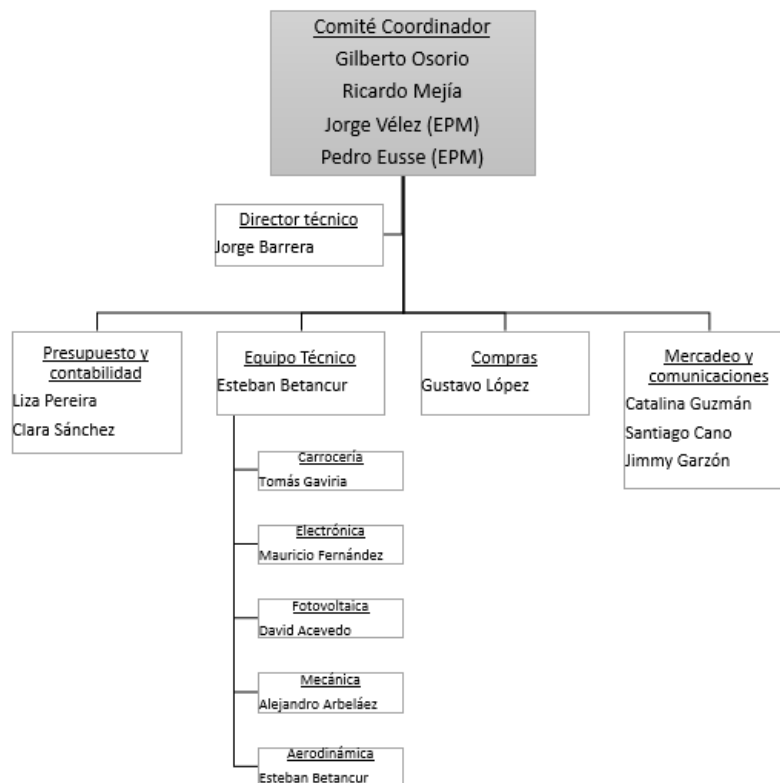 Comité Coordinador
Gilberto Osorio
Ricardo Mejía
Jorge Vélez (EPM)
Pedro Eusse (EPM)
Director técnico
Jorge Barrera
Presupuesto y
contabilidad
Liza Pereira
Clara Sánchez
Equipo Técnico
Esteban Betancur
Compras
Gustavo López
Mercadeo y
comunicaciones
Catalina Guzmán
Santiago Cano
Jimmy Garzón
Carrocería
Tomás Gaviria
Electrónica
Mauricio Fernández
Fotovoltaica
David Acevedo
Mecánica
Alejandro Arbeláez
Aerodinámica
Esteban Betancur